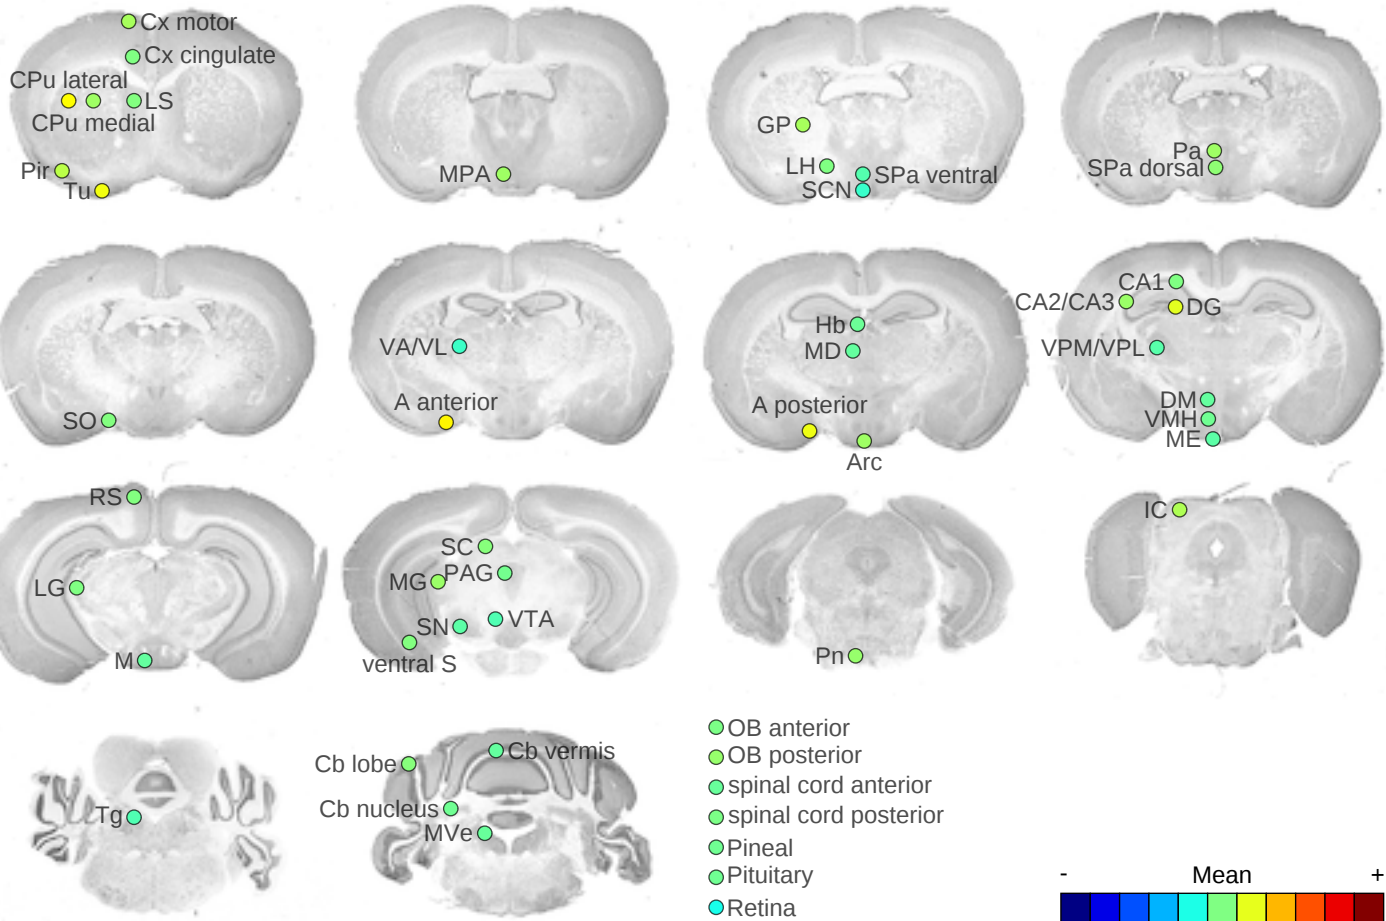 Cx motor
Cx cingulate
CPu lateral
LS
CPu medial
Pir
Tu
MPA
GP
LH
SPa ventral
SCN
Pa
SPa dorsal
SO
VA/VL
A anterior
Hb
MD
A posterior
Arc
CA1
CA2/CA3
DG
VPM/VPL
DM
VMH
ME
RS
LG
M
SC
MG
PAG
SN
VTA
ventral S
Pn
IC
Tg
Cb lobe
Cb vermis
Cb nucleus
MVe
OB anterior
OB posterior
spinal cord anterior
spinal cord posterior
Pineal
Pituitary
Retina
- Mean +